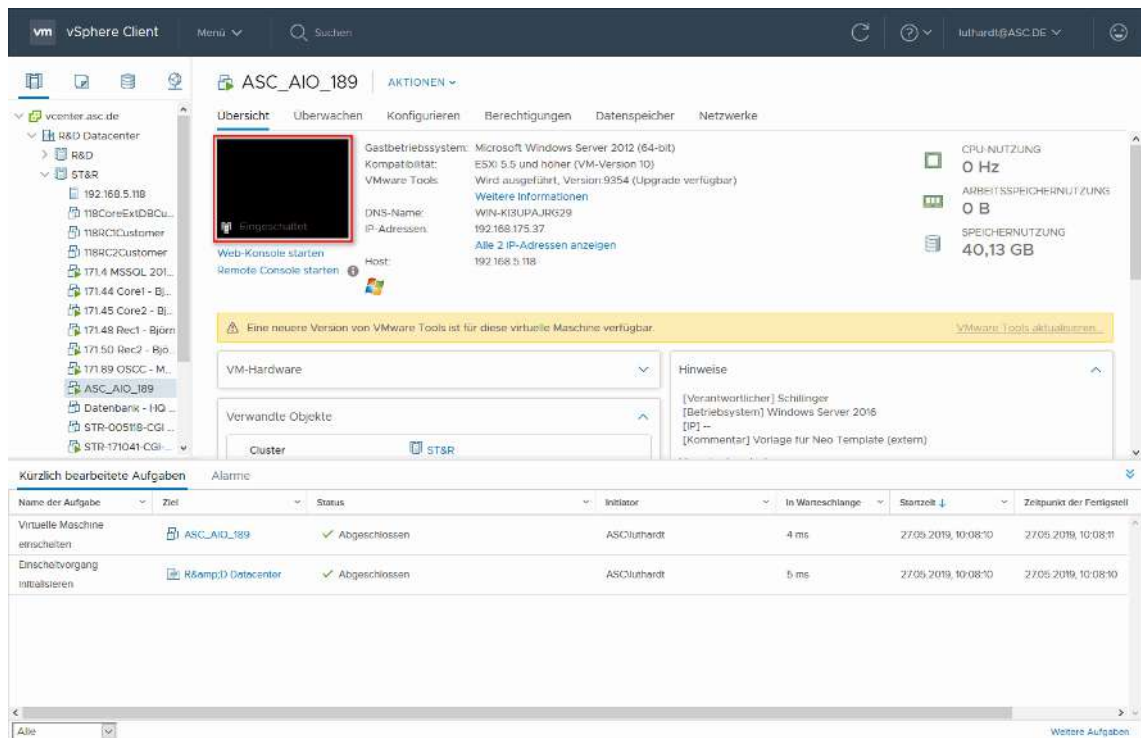 vm vSphere Client Menü Suchen luthardt@ASC.DE
vcenter.asc.de
R&D Datacenter
R&D
ST&R
192.168.5.118
118CoreExtDBCu...
118RC1Customer
118RC2Customer
171.4 MSSQL 201...
171.44 Core1 - Bj...
171.45 Core2 - Bj...
171.48 Rec1 - Björn
171.50 Rec2 - Bjö...
171.89 OSCC - M...
ASC_AIO_189
Datenbank - HQ ...
STR-005118-CGI ...
STR-171041-CGI-...
ASC_AIO_189 AKTIONEN
Übersicht Überwachen Konfigurieren Berechtigungen Datenspeicher Netzwerke
Eingeschaltet
Web-Konsole starten
Remote Console starten
Gastbetriebssystem: Microsoft Windows Server 2012 (64-bit)
Kompatibilität: ESXi 5.5 und höher (VM-Version 10)
VMware Tools: Wird ausgeführt, Version:9354 (Upgrade verfügbar)
Weitere Informationen
DNS-Name: WIN-KI3UPAJRG29
IP-Adressen: 192.168.175.37
Alle 2 IP-Adressen anzeigen
Host: 192.168.5.118
CPU-NUTZUNG
0 Hz
ARBEITSSPEICHERNUTZUNG
0 B
SPEICHERNUTZUNG
40,13 GB
Eine neuere Version von VMware Tools ist für diese virtuelle Maschine verfügbar. VMware Tools aktualisieren...
VM-Hardware
Verwandte Objekte
Cluster ST&R
Hinweise
[Verantwortlicher] Schillinger
[Betriebsystem] Windows Server 2016
[IP] --
[Kommentar] Vorlage für Neo Template (extern)
Kürzlich bearbeitete Aufgaben Alarme
Name der Aufgabe Ziel Status Initiator In Warteschlange Startzeit ↓ Zeitpunkt der Fertigstell
Virtuelle Maschine einschalten ASC_AIO_189 Abgeschlossen ASC\luthardt 4 ms 27.05.2019, 10:08:10 27.05.2019, 10:08:11
Einschaltvorgang initialisieren R&amp;D Datacenter Abgeschlossen ASC\luthardt 5 ms 27.05.2019, 10:08:10 27.05.2019, 10:08:10
Alle Weitere Aufgaben